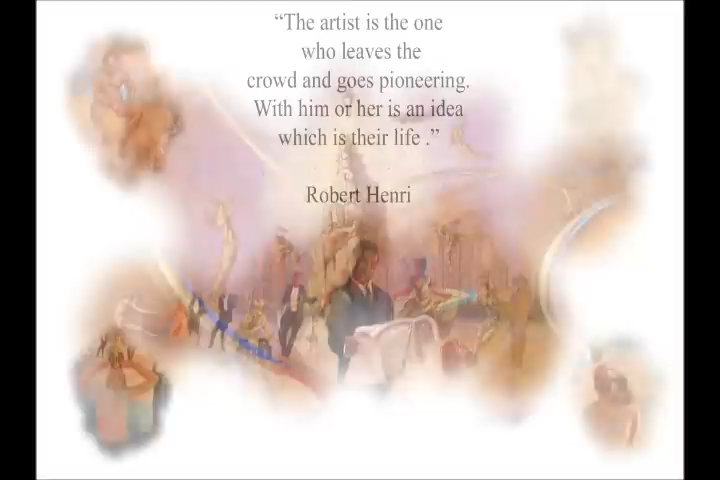 “The artist is the one
who leaves the
crowd and goes pioneering.
With him or her is an idea
which is their life .”
Robert Henri